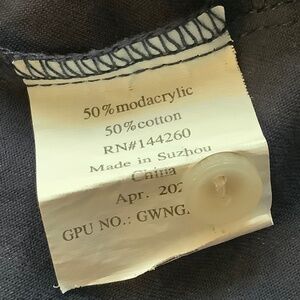 50%modacrylic
50%cotton
RN#144260
Made in Suzhou
China
Apr. 202
GPU NO.: GWNG